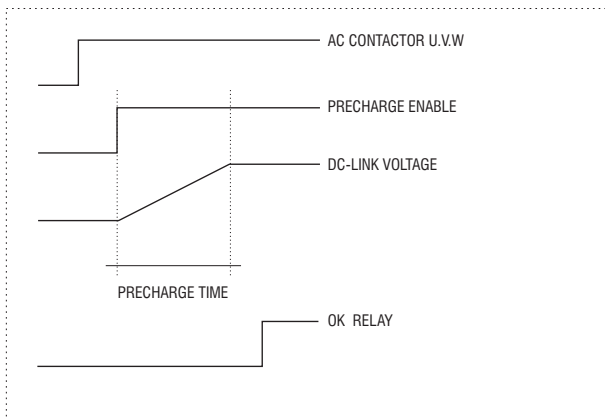 AC CONTACTOR U.V.W
PRECHARGE ENABLE
DC-LINK VOLTAGE
PRECHARGE TIME
OK RELAY